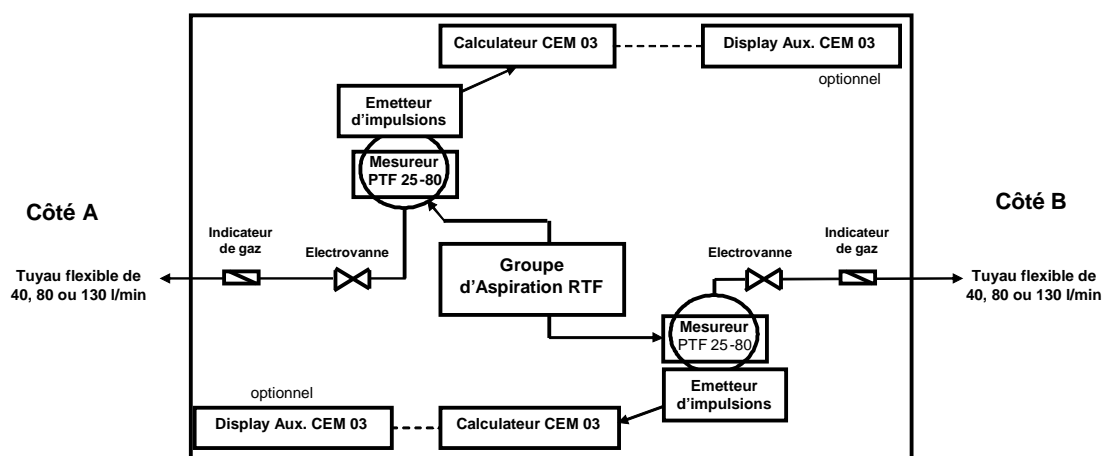 Calculateur CEM 03
Display Aux. CEM 03
optionnel
Emetteur
d'impulsions
Mesureur
PTF 25-80
Côté A
Côté B
Indicateur
de gaz
Electrovanne
Groupe
d'Aspiration RTF
Electrovanne
Indicateur
de gaz
Tuyau flexible de
40, 80 ou 130 l/min
Tuyau flexible de
40, 80 ou 130 l/min
Mesureur
PTF 25-80
Emetteur
d'impulsions
optionnel
Display Aux. CEM 03
Calculateur CEM 03